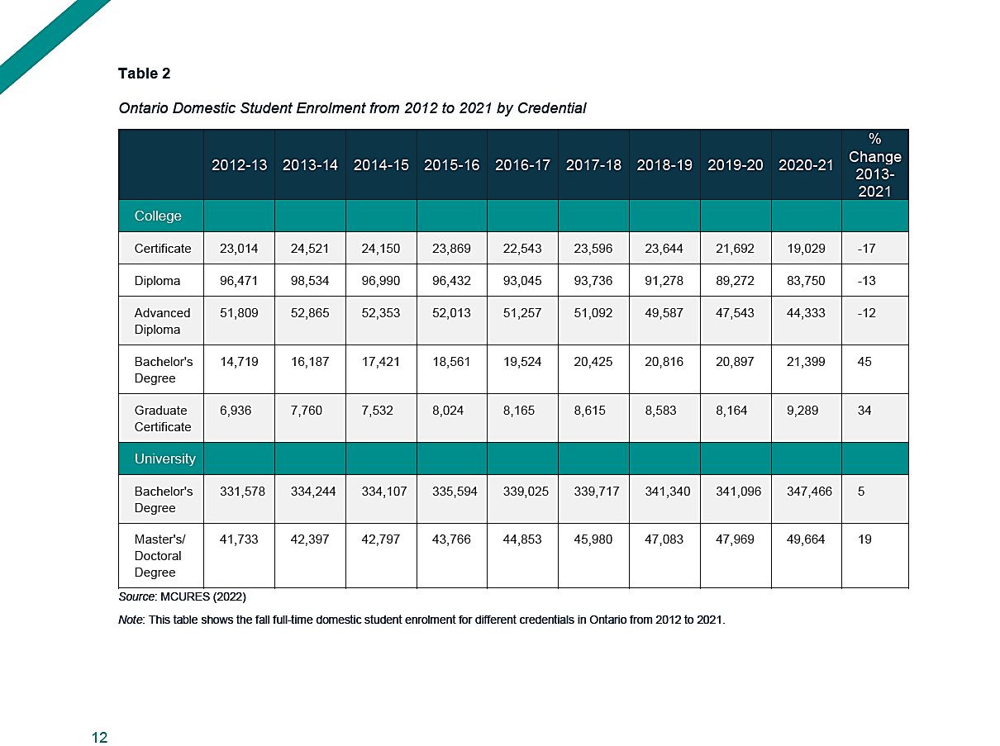 Table 2
Ontario Domestic Student Enrolment from 2012 to 2021 by Credential
2012-13 2013-14 2014-15 2015-16 2016-17 2017-18 2018-19 2019-20 2020-21 % Change 2013-2021
College
Certificate 23,014 24,521 24,150 23,869 22,543 23,596 23,644 21,692 19,029 -17
Diploma 96,471 98,534 96,990 96,432 93,045 93,736 91,278 89,272 83,750 -13
Advanced Diploma 51,809 52,865 52,353 52,013 51,257 51,092 49,587 47,543 44,333 -12
Bachelor's Degree 14,719 16,187 17,421 18,561 19,524 20,425 20,816 20,897 21,399 45
Graduate Certificate 6,936 7,760 7,532 8,024 8,165 8,615 8,583 8,164 9,289 34
University
Bachelor's Degree 331,578 334,244 334,107 335,594 339,025 339,717 341,340 341,096 347,466 5
Master's/ Doctoral Degree 41,733 42,397 42,797 43,766 44,853 45,980 47,083 47,969 49,664 19
Source: MCURES (2022)
Note: This table shows the fall full-time domestic student enrolment for different credentials in Ontario from 2012 to 2021.
12